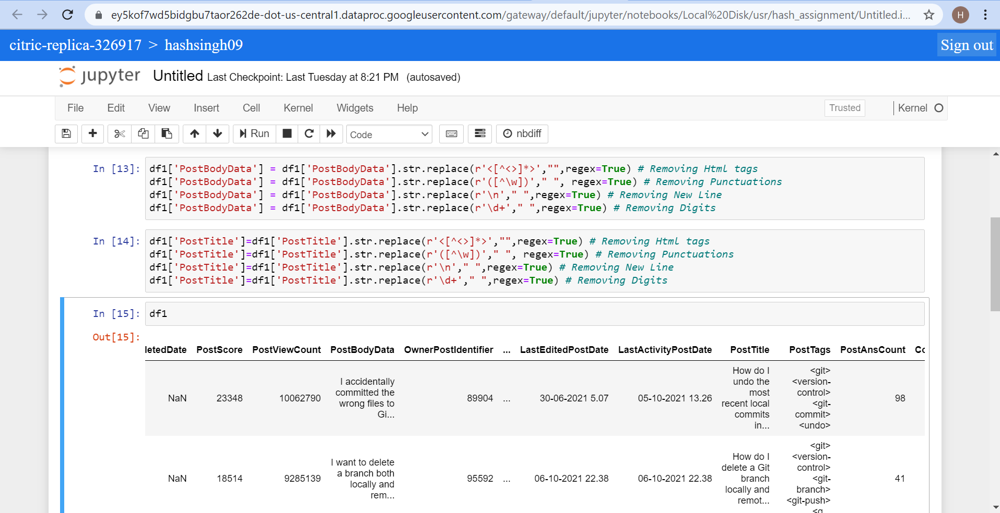 ey5kof7wd5bidgbu7taor262de-dot-us-central1.dataproc.googleusercontent.com/gateway/default/jupyter/notebooks/Local%20Disk/usr/hash_assignment/Untitled.i...
H
citric-replica-326917 > hashsingh09
Sign out
jupyter Untitled Last Checkpoint: Last Tuesday at 8:21 PM (autosaved)
File Edit View Insert Cell Kernel Widgets Help Trusted Kernel
Run Code nbdiff
In [13]: df1['PostBodyData'] = df1['PostBodyData'].str.replace(r'<[^<>]*>',"",regex=True) # Removing Html tags
df1['PostBodyData'] = df1['PostBodyData'].str.replace(r'([^\w])'," ", regex=True) # Removing Punctuations
df1['PostBodyData'] = df1['PostBodyData'].str.replace(r'\n'," ",regex=True) # Removing New Line
df1['PostBodyData'] = df1['PostBodyData'].str.replace(r'\d+'," ",regex=True) # Removing Digits
In [14]: df1['PostTitle']=df1['PostTitle'].str.replace(r'<[^<>]*>',"",regex=True) # Removing Html tags
df1['PostTitle']=df1['PostTitle'].str.replace(r'([^\w])'," ", regex=True) # Removing Punctuations
df1['PostTitle']=df1['PostTitle'].str.replace(r'\n'," ",regex=True) # Removing New Line
df1['PostTitle']=df1['PostTitle'].str.replace(r'\d+'," ",regex=True) # Removing Digits
In [15]: df1
Out[15]:
letedDate PostScore PostViewCount PostBodyData OwnerPostIdentifier ... LastEditedPostDate LastActivityPostDate PostTitle PostTags PostAnsCount Co
NaN 23348 10062790
I accidentally
committed the
wrong files to
Gi...
89904 ... 30-06-2021 5.07 05-10-2021 13.26
How do I
undo the
most
recent local
commits
in...
<git>
<version-
control>
<git-
commit>
<undo>
98
NaN 18514 9285139
I want to delete
a branch both
locally and
rem...
95592 ... 06-10-2021 22.38 06-10-2021 22.38
How do I
delete a Git
branch
locally and
remot...
<git>
<version-
control>
<git-
branch>
<git-push>
<g...
41